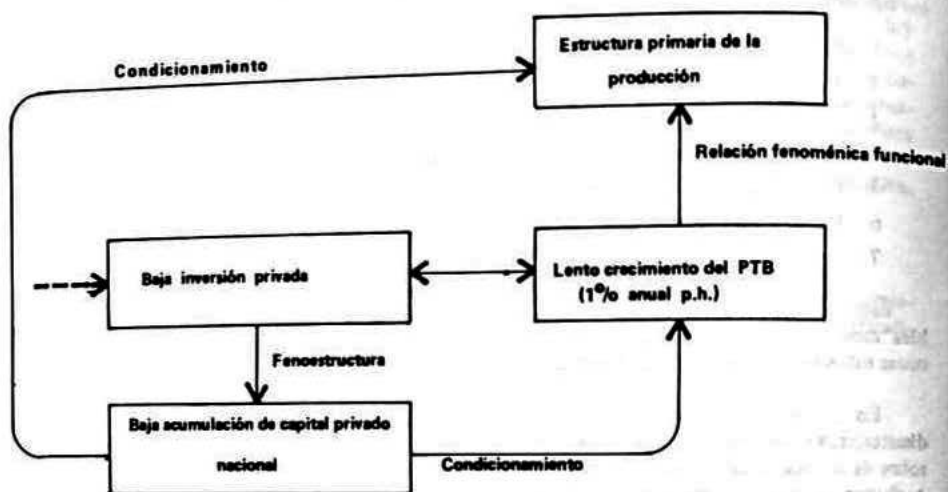 Estructura primaria de la
producción
Condicionamiento
Relación fenoménica funcional
Baja inversión privada
Lento crecimiento del PTB
(1% anual p.h.)
Fenoestructura
Baja acumulación de capital privado
nacional
Condicionamiento